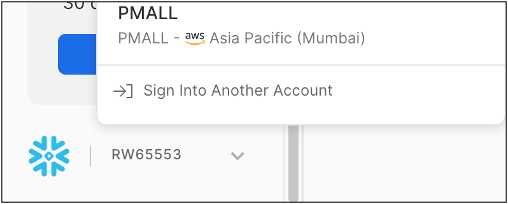 PMALL
PMALL - aws Asia Pacific (Mumbai)
Sign Into Another Account
RW65553